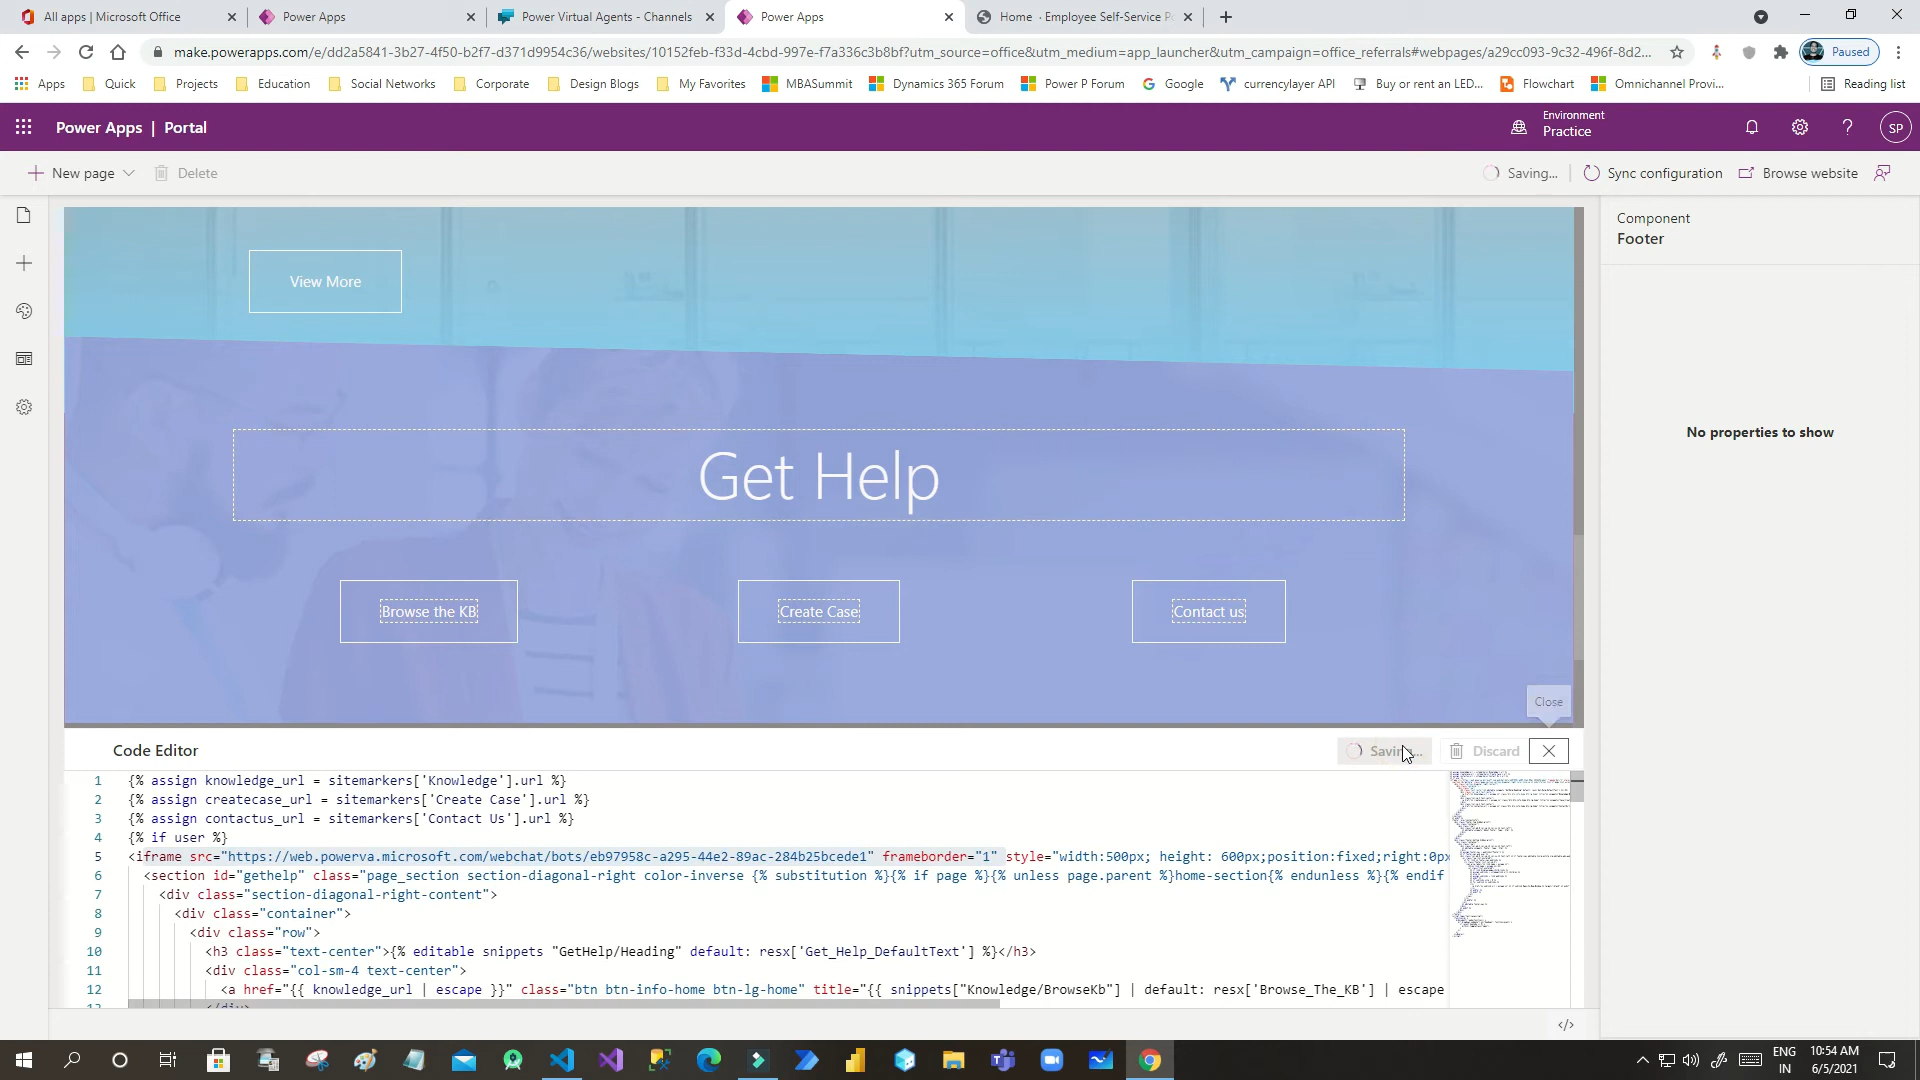 All apps | Microsoft Office
Power Apps
Power Virtual Agents - Channels
Power Apps
Home · Employee Self-Service P
make.powerapps.com/e/dd2a5841-3b27-4f50-b2f7-d371d9954c36/websites/10152feb-f33d-4cbd-997e-f7a336c3b8bf?utm_source=office&utm_medium=app_launcher&utm_campaign=office_referrals#webpages/a29cc093-9c32-496f-8d2...
Paused
Apps
Quick
Projects
Education
Social Networks
Corporate
Design Blogs
My Favorites
MBASummit
Dynamics 365 Forum
Power P Forum
Google
currencylayer API
Buy or rent an LED...
Flowchart
Omnichannel Provi...
Reading list
Power Apps | Portal
Environment
Practice
SP
New page
Delete
Saving...
Sync configuration
Browse website
Component
Footer
No properties to show
View More
Get Help
Browse the KB
Create Case
Contact us
Close
Code Editor
Saving...
Discard
1 {% assign knowledge_url = sitemarkers['Knowledge'].url %}
2 {% assign createcase_url = sitemarkers['Create Case'].url %}
3 {% assign contactus_url = sitemarkers['Contact Us'].url %}
4 {% if user %}
5 <iframe src="https://web.powerva.microsoft.com/webchat/bots/eb97958c-a295-44e2-89ac-284b25bcede1" frameborder="1" style="width:500px; height: 600px;position:fixed;right:0px
6 <section id="gethelp" class="page_section section-diagonal-right color-inverse {% substitution %}{% if page %}{% unless page.parent %}home-section{% endunless %}{% endif
7 <div class="section-diagonal-right-content">
8 <div class="container">
9 <div class="row">
10 <h3 class="text-center">{% editable snippets "GetHelp/Heading" default: resx['Get_Help_DefaultText'] %}</h3>
11 <div class="col-sm-4 text-center">
12 <a href="{{ knowledge_url | escape }}" class="btn btn-info-home btn-lg-home" title="{{ snippets["Knowledge/BrowseKb"] | default: resx['Browse_The_KB'] | escape
</>
ENG
IN
10:54 AM
6/5/2021